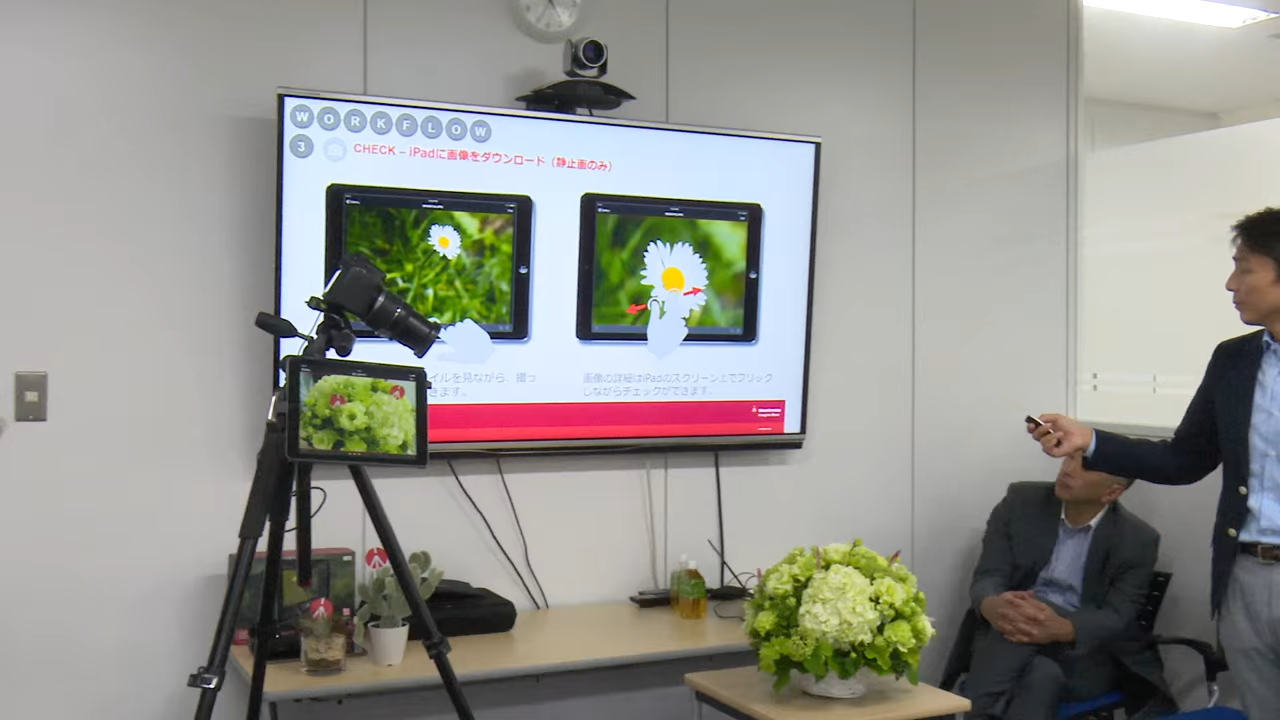 WORKFLOW
3 CHECK – iPadに画像をダウンロード（静止画のみ）
イルを見ながら、撮っ
きます。
画像の詳細はiPadのスクリーン上でフリック
しながらチェックができます。